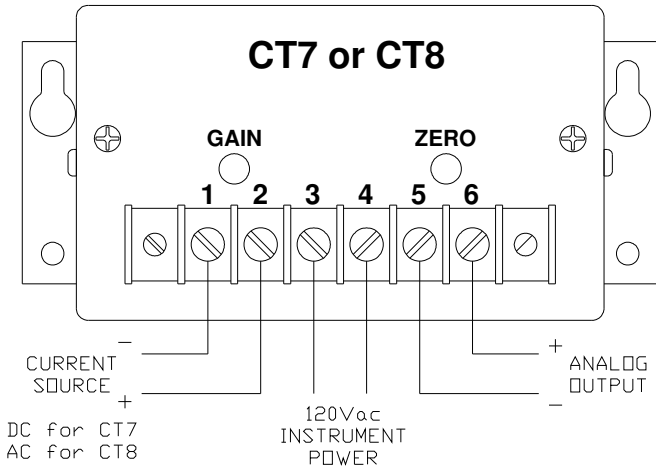 CT7 or CT8
GAIN ZERO
1 2 3 4 5 6
−
CURRENT
SOURCE
+
DC for CT7
AC for CT8
120Vac
INSTRUMENT
POWER
+
ANALOG
OUTPUT
−